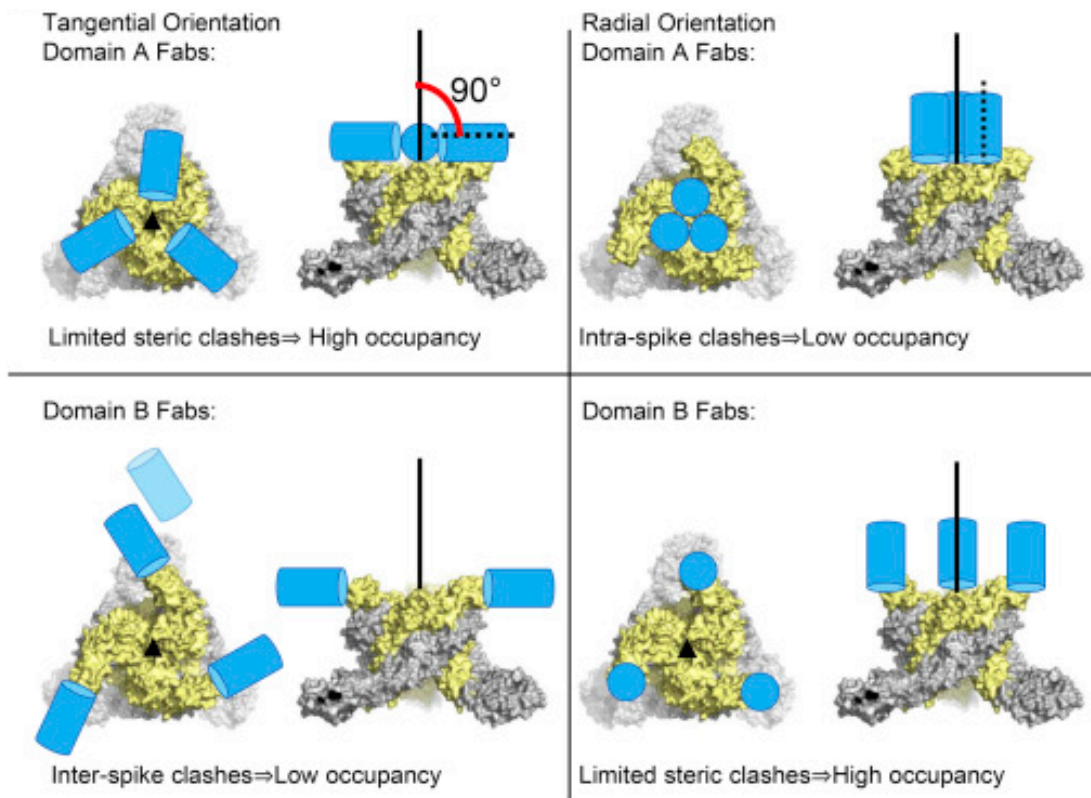 Tangential Orientation
Domain A Fabs:
90°
Limited steric clashes⇒ High occupancy
Radial Orientation
Domain A Fabs:
Intra-spike clashes⇒Low occupancy
Domain B Fabs:
Inter-spike clashes⇒Low occupancy
Domain B Fabs:
Limited steric clashes⇒High occupancy